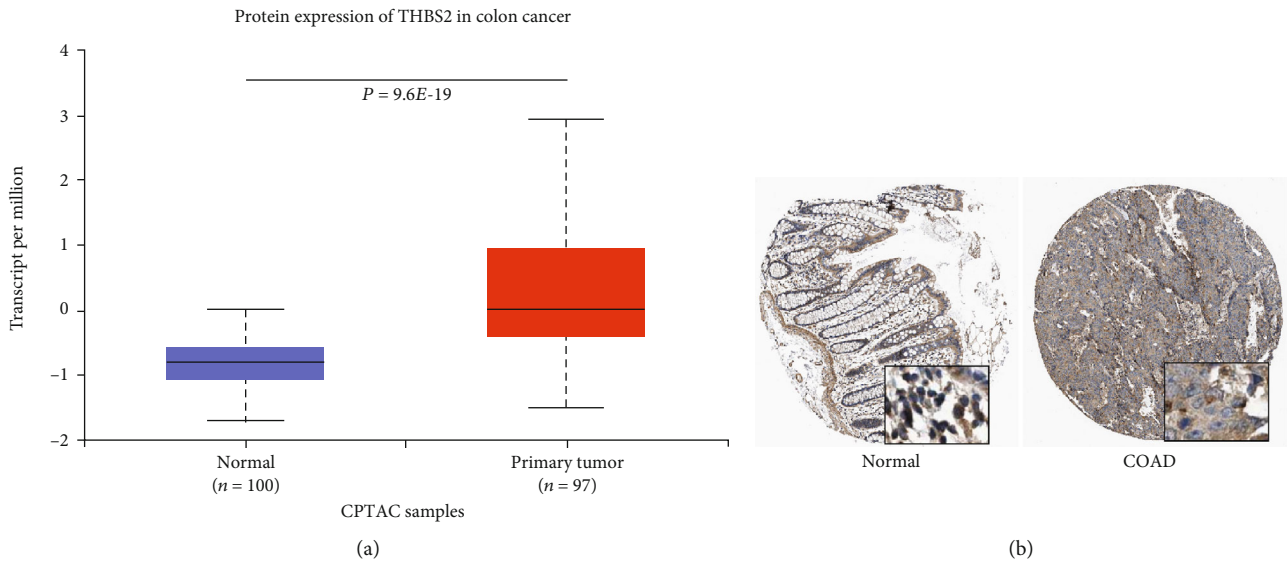 Protein expression of THBS2 in colon cancer
4
3
2
1
0
–1
–2
Transcript per million
P = 9.6E-19
Normal
(n = 100)
Primary tumor
(n = 97)
CPTAC samples
(a)
Normal
COAD
(b)